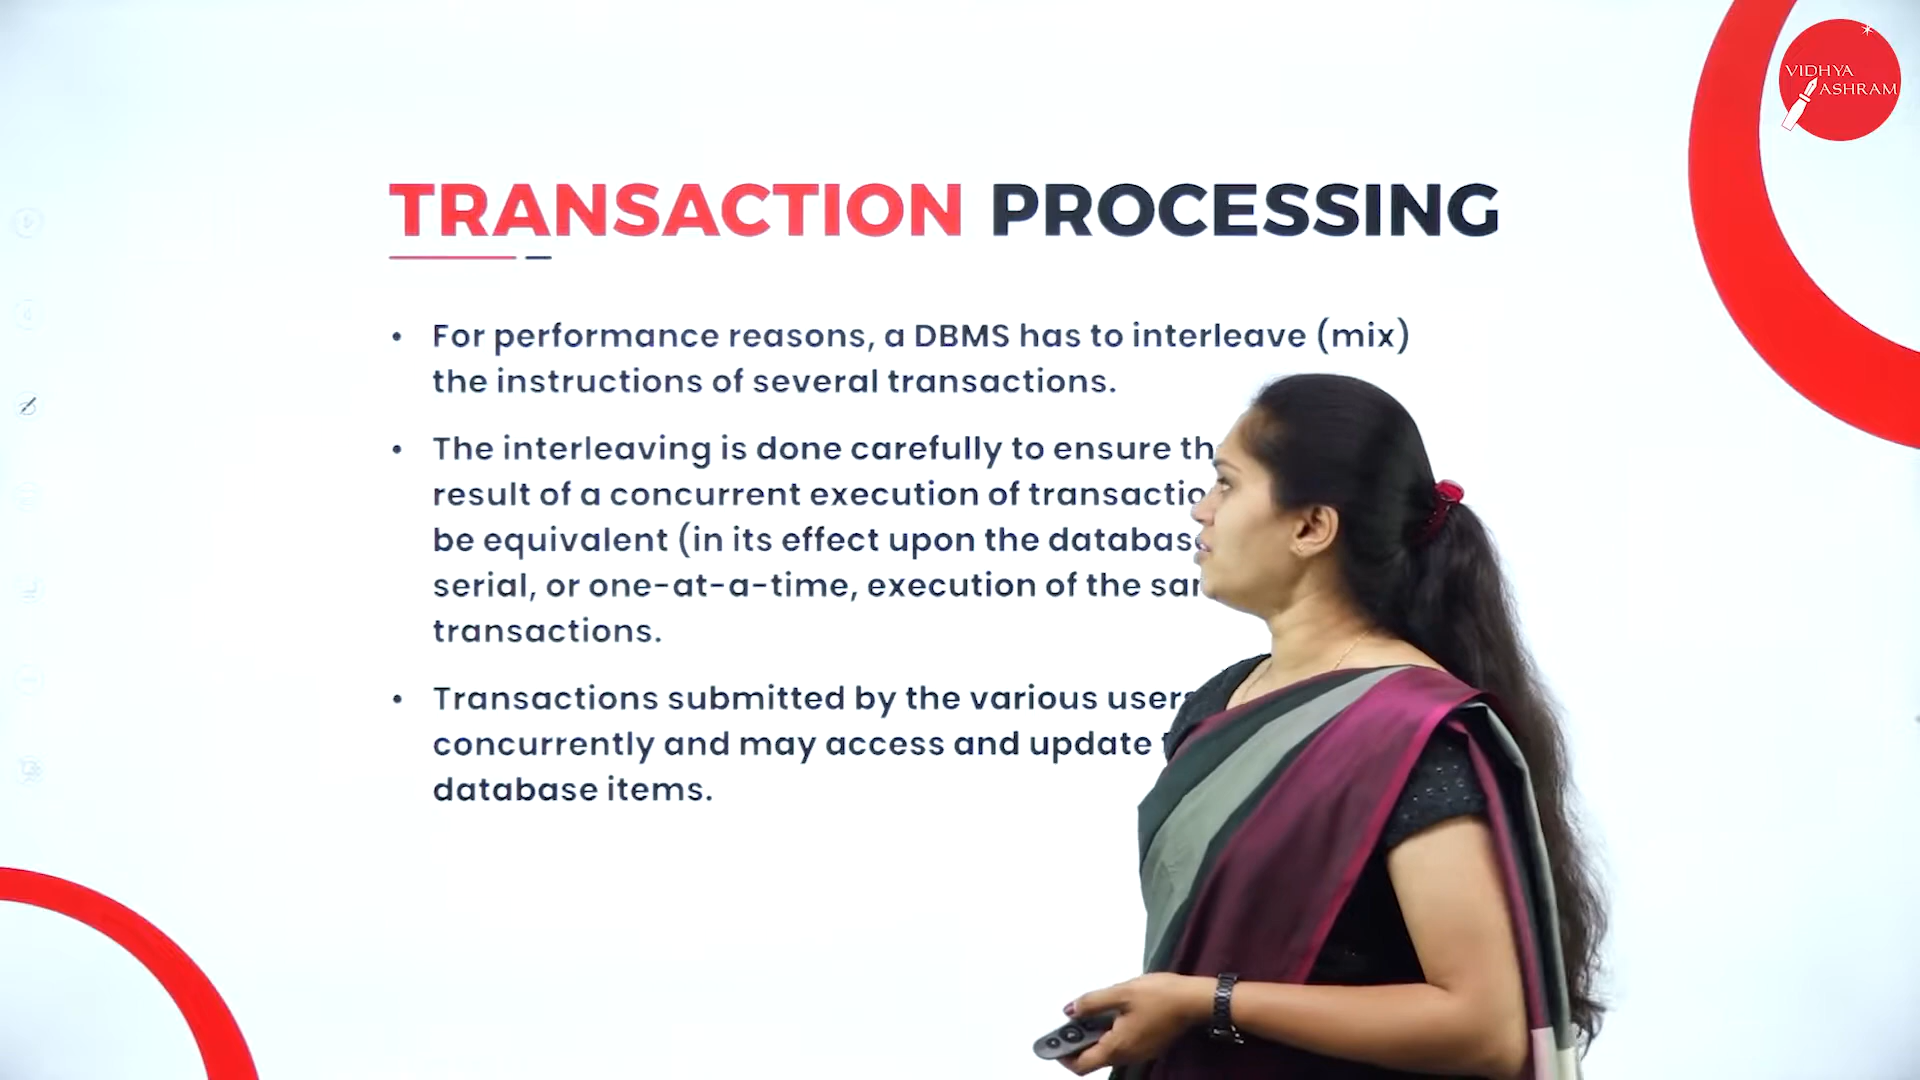 VIDHYA
ASHRAM
TRANSACTION PROCESSING
• For performance reasons, a DBMS has to interleave (mix)
the instructions of several transactions.
• The interleaving is done carefully to ensure
result of a concurrent execution of
be equivalent (in its effect upon the
serial, or one-at-a-time, execution of the
transactions.
• Transactions submitted by the various
concurrently and may access and update
database items.